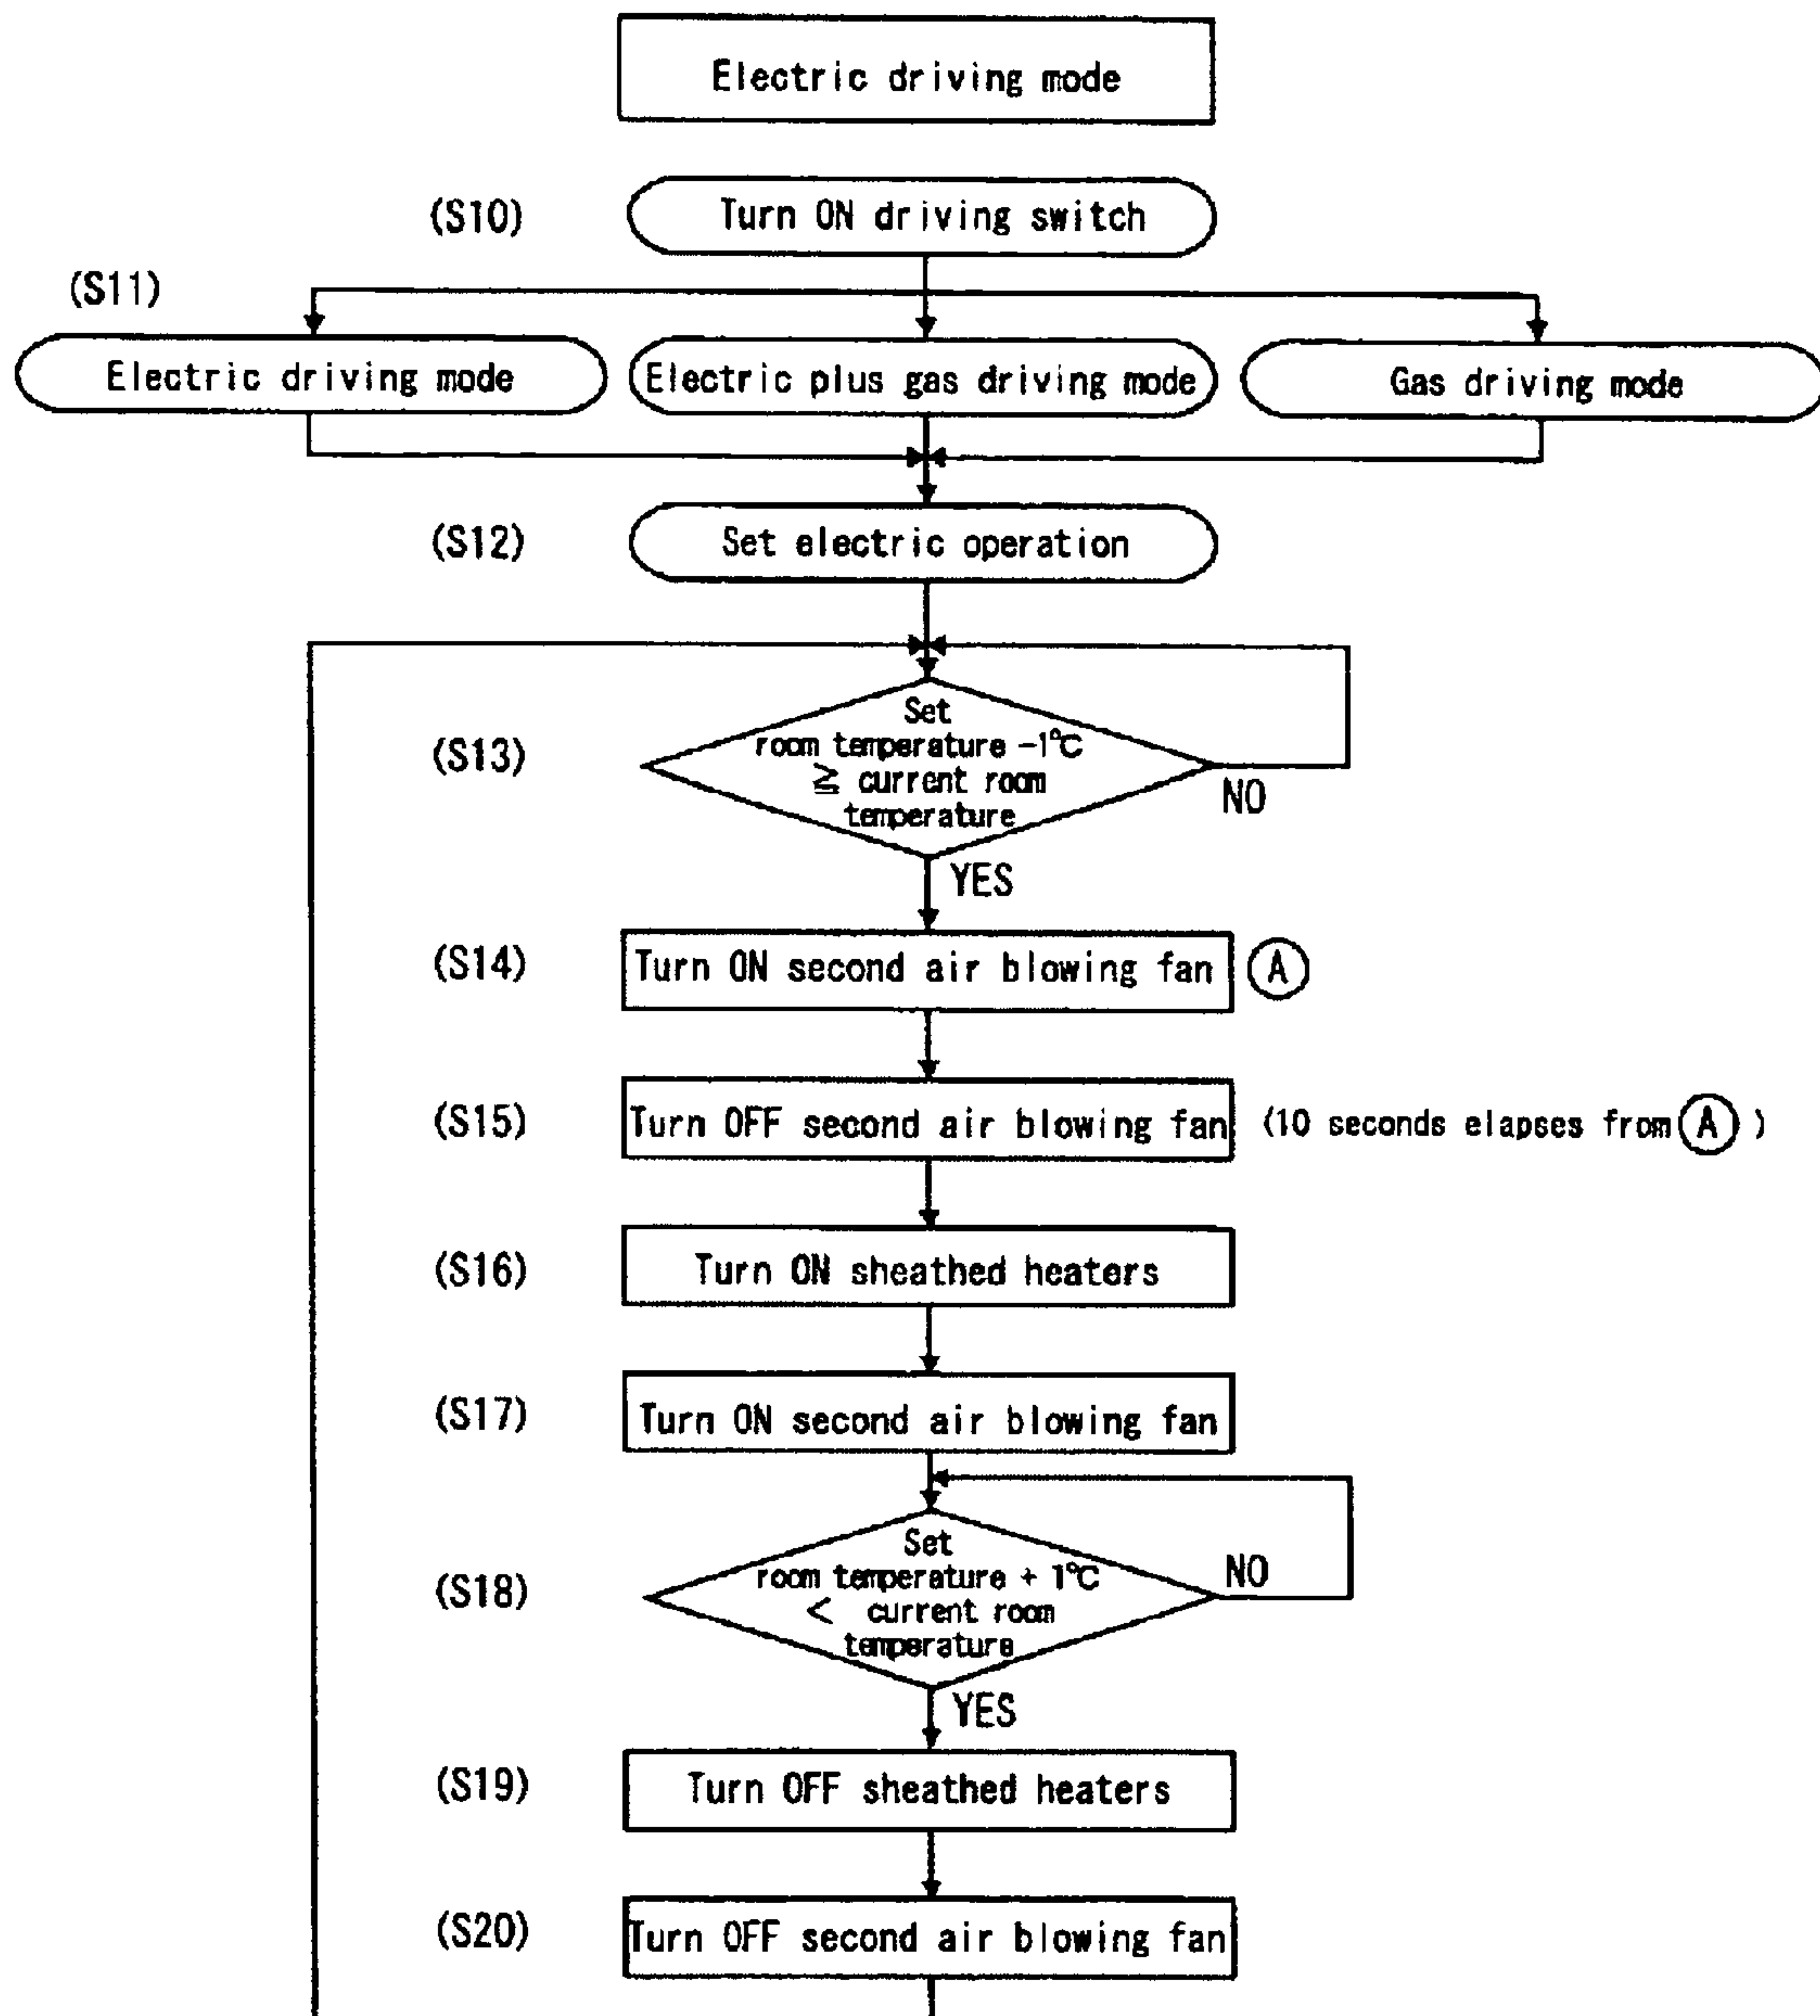 Electric driving mode
(S10)
Turn ON driving switch
(S11)
Electric driving mode
Electric plus gas driving mode
Gas driving mode
(S12)
Set electric operation
(S13)
Set
room temperature -1°C
≧ current room
temperature
NO
YES
(S14)
Turn ON second air blowing fan
A
(S15)
Turn OFF second air blowing fan
(10 seconds elapses from A )
(S16)
Turn ON sheathed heaters
(S17)
Turn ON second air blowing fan
(S18)
Set
room temperature + 1°C
< current room
temperature
NO
YES
(S19)
Turn OFF sheathed heaters
(S20)
Turn OFF second air blowing fan